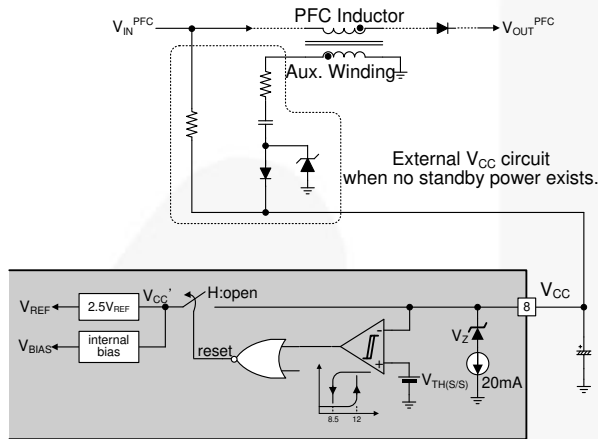 PFC Inductor
V_IN^PFC
V_OUT^PFC
Aux. Winding
External V_CC circuit
when no standby power exists.
V_REF
2.5V_REF
V_CC'
H:open
8
V_CC
V_BIAS
internal
bias
reset
-
+
V_Z
V_TH(S/S)
20mA
8.5
12
+